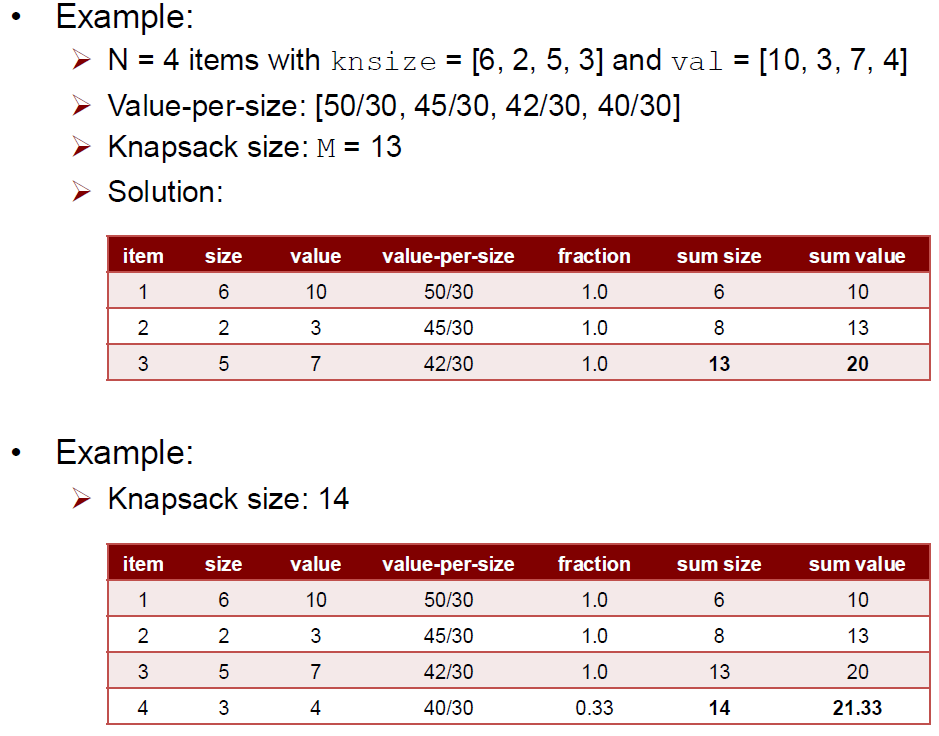 • Example:
➢ N = 4 items with knsize = [6, 2, 5, 3] and val = [10, 3, 7, 4]
➢ Value-per-size: [50/30, 45/30, 42/30, 40/30]
➢ Knapsack size: M = 13
➢ Solution:
item size value value-per-size fraction sum size sum value
1 6 10 50/30 1.0 6 10
2 2 3 45/30 1.0 8 13
3 5 7 42/30 1.0 13 20
• Example:
➢ Knapsack size: 14
item size value value-per-size fraction sum size sum value
1 6 10 50/30 1.0 6 10
2 2 3 45/30 1.0 8 13
3 5 7 42/30 1.0 13 20
4 3 4 40/30 0.33 14 21.33